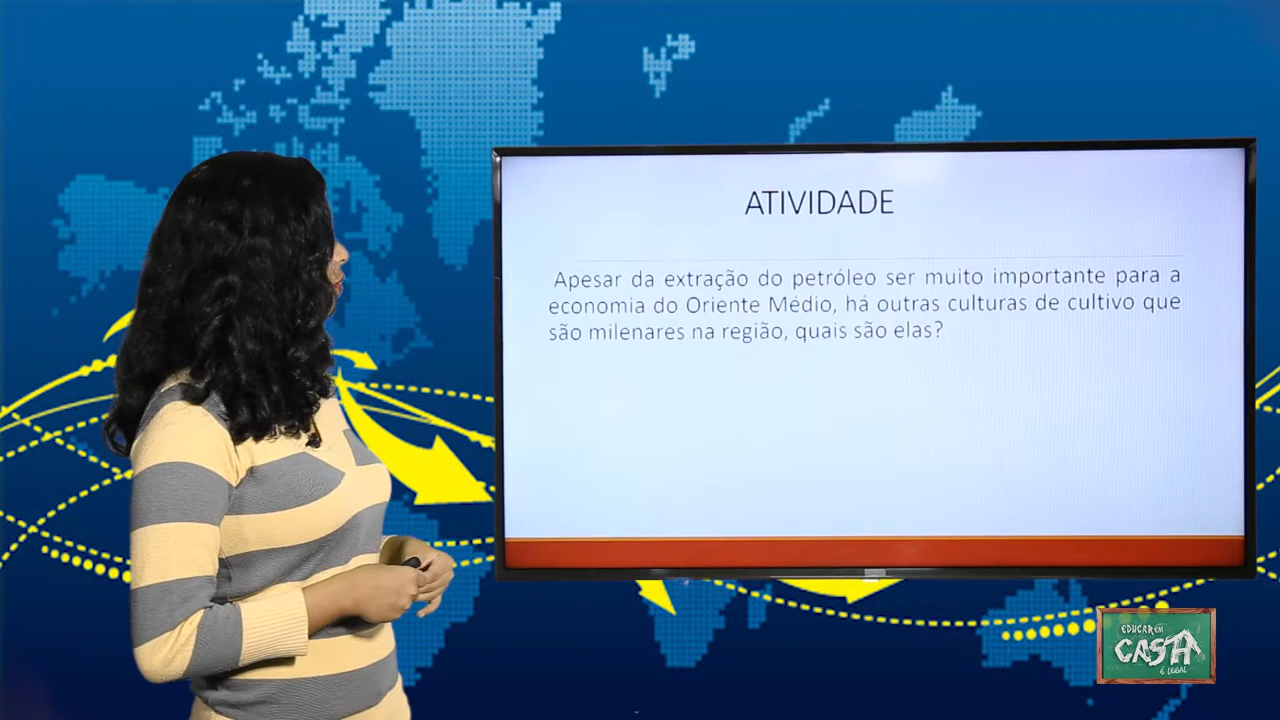 ATIVIDADE
Apesar da extração do petróleo ser muito importante para a
economia do Oriente Médio, há outras culturas de cultivo que
são milenares na região, quais são elas?
EDUCAR EM
CASA
É LEGAL